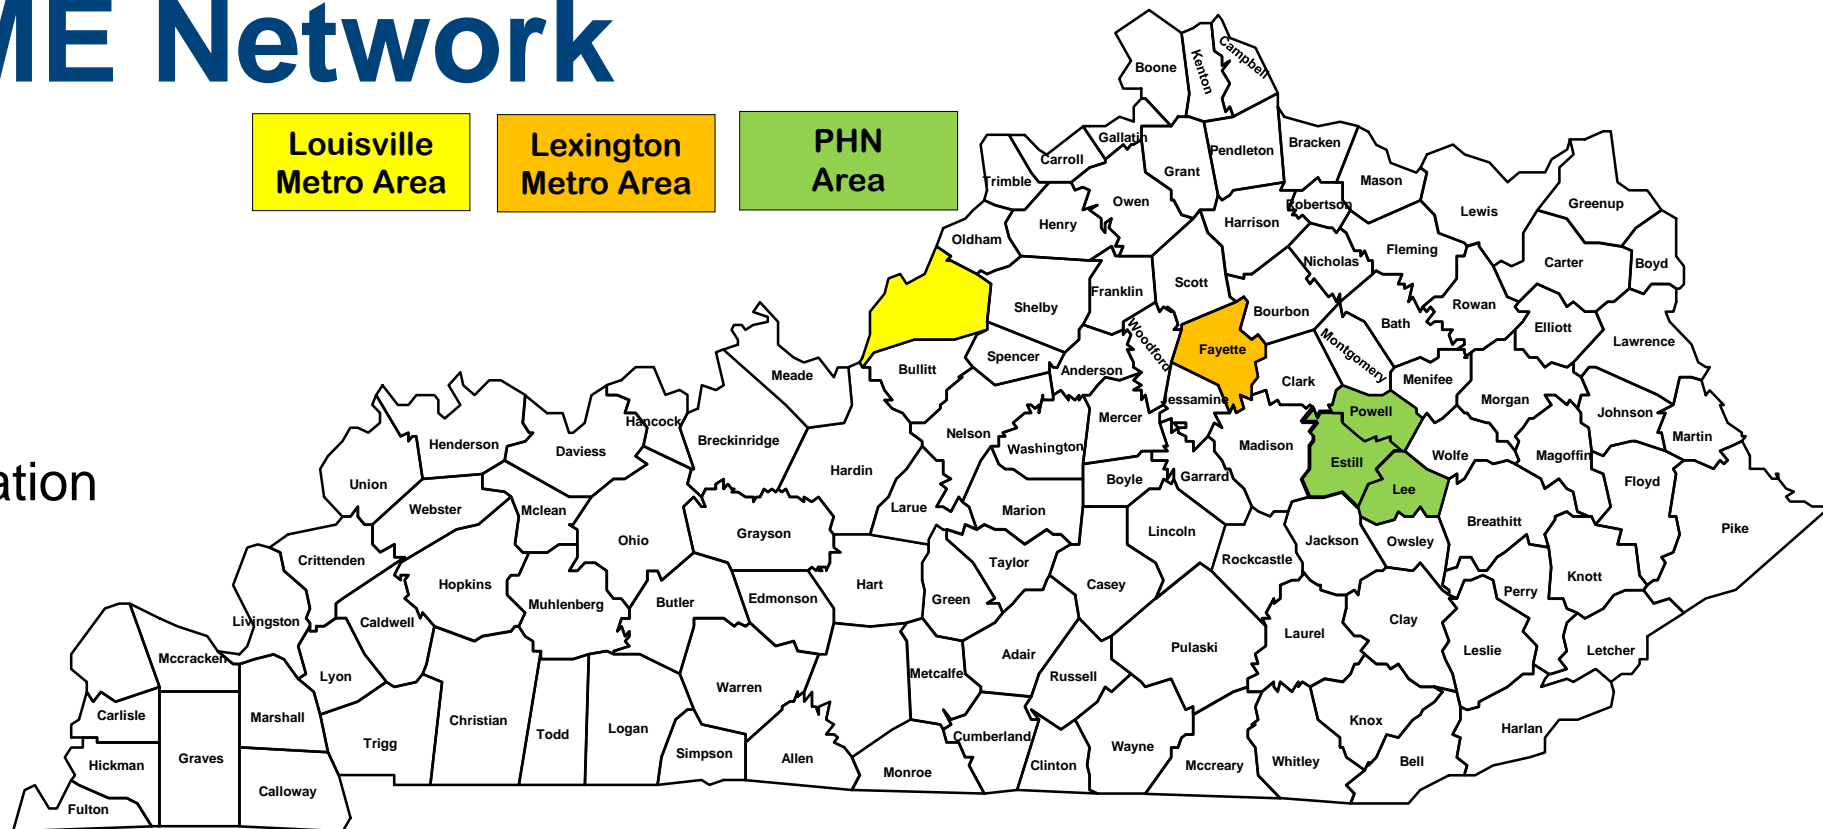 ME Network
Louisville
Metro Area
Lexington
Metro Area
PHN
Area
ation
Boone
Kenton
Campbell
Gallatin
Carroll
Trimble
Grant
Pendleton
Bracken
Mason
Robertson
Lewis
Greenup
Owen
Henry
Oldham
Harrison
Fleming
Nicholas
Carter
Boyd
Scott
Franklin
Shelby
Bourbon
Rowan
Bath
Elliott
Lawrence
Woodford
Fayette
Montgomery
Spencer
Anderson
Bullitt
Meade
Clark
Menifee
Jessamine
Morgan
Powell
Johnson
Martin
Mercer
Hancock
Breckinridge
Nelson
Washington
Madison
Henderson
Daviess
Hardin
Estill
Wolfe
Magoffin
Union
Boyle
Garrard
Lee
Floyd
Webster
Mclean
Larue
Marion
Breathitt
Pike
Ohio
Grayson
Lincoln
Jackson
Owsley
Crittenden
Taylor
Rockcastle
Hopkins
Hart
Casey
Knott
Perry
Muhlenberg
Butler
Edmonson
Green
Livingston
Caldwell
Clay
Laurel
Pulaski
Leslie
Letcher
Mccracken
Lyon
Adair
Metcalfe
Russell
Warren
Carlisle
Marshall
Christian
Todd
Logan
Knox
Harlan
Trigg
Cumberland
Wayne
Simpson
Allen
Hickman
Graves
Monroe
Clinton
Mccreary
Whitley
Bell
Calloway
Fulton